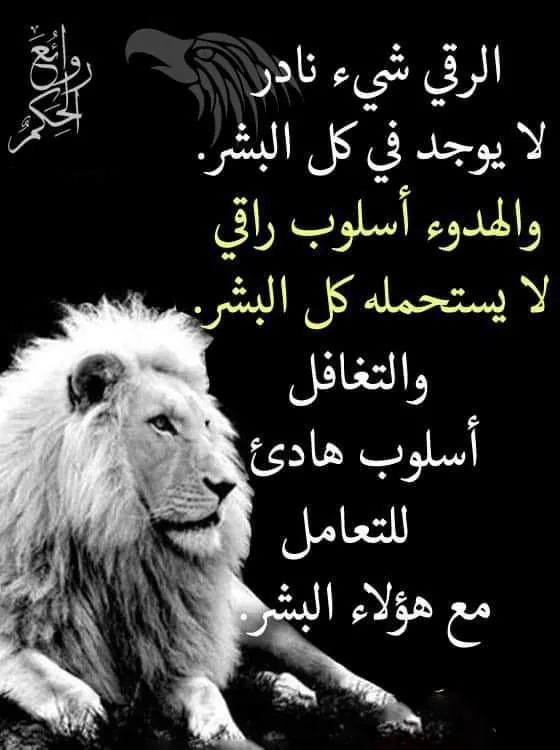 روائع
الحكم
الرقي شيء نادر
لا يوجد في كل البشر.
والهدوء أسلوب راقي
لا يستحمله كل البشر.
والتغافل
أسلوب هادئ
للتعامل
مع هؤلاء البشر.